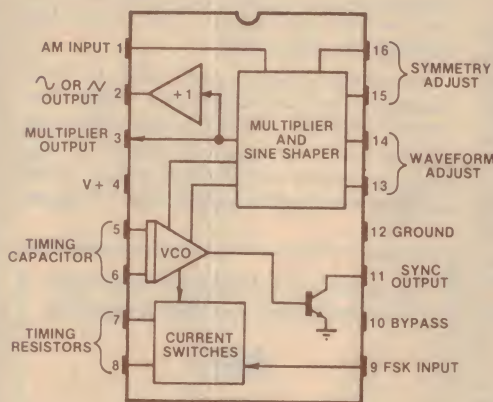 AM INPUT 1
16
SYMMETRY
ADJUST
OR
OUTPUT
2
+1
15
MULTIPLIER
AND
SINE SHAPER
MULTIPLIER
OUTPUT
3
14
WAVEFORM
ADJUST
V+ 4
13
TIMING
CAPACITOR
5
6
VCO
12 GROUND
11 SYNC
OUTPUT
TIMING
RESISTORS
7
8
CURRENT
SWITCHES
10 BYPASS
9 FSK INPUT